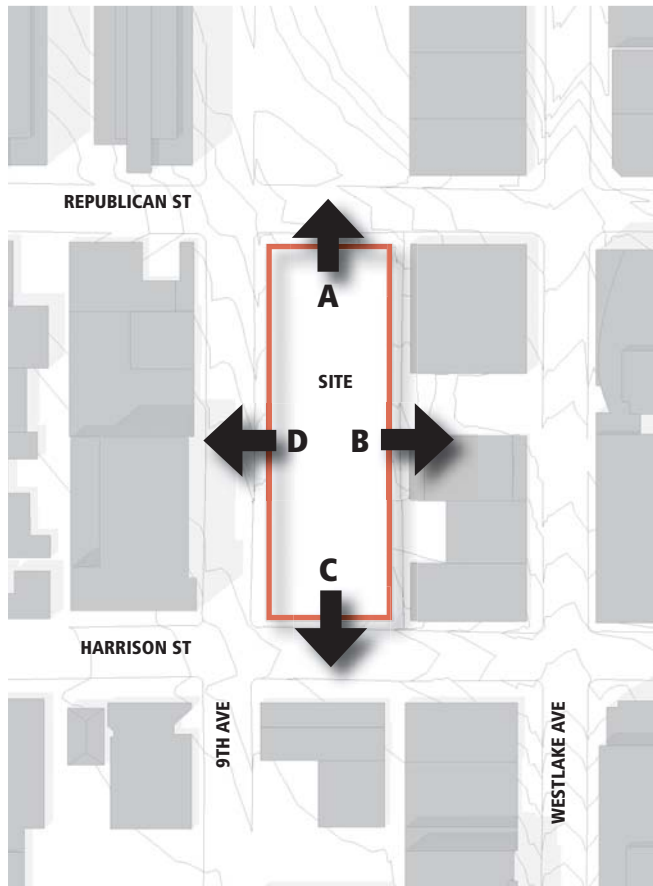 REPUBLICAN ST
A
SITE
D
B
C
HARRISON ST
9TH AVE
WESTLAKE AVE